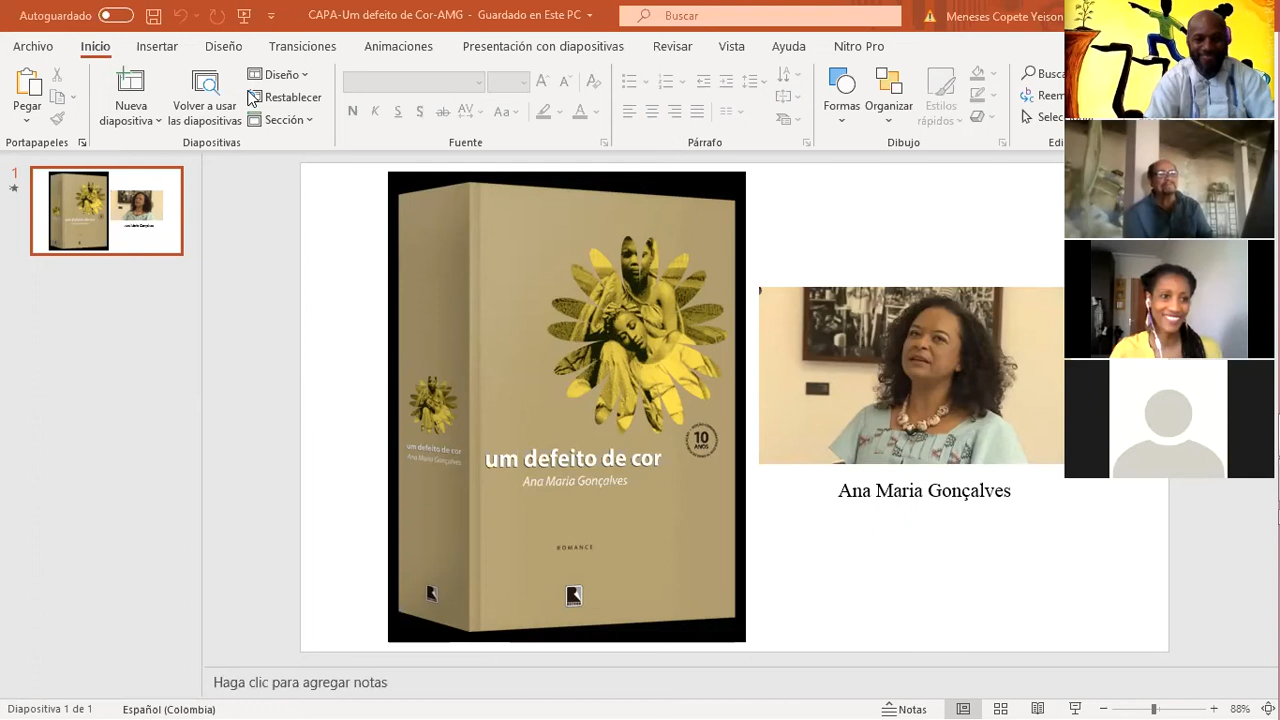 Autoguardado
CAPA-Um defeito de Cor-AMG - Guardado en Este PC
Buscar
Meneses Copete Yeison
Archivo Inicio Insertar Diseño Transiciones Animaciones Presentación con diapositivas Revisar Vista Ayuda Nitro Pro
Pegar
Nueva
diapositiva
Volver a usar
las diapositivas
Diseño
Restablecer
Sección
N K S S ab AV Aa A
Formas
Organizar
Estilos
rápidos
Portapapeles Diapositivas Fuente Párrafo Dibujo
1
um defeito de cor
Ana Maria Gonçalves
10
ANOS
um defeito de cor
Ana Maria Gonçalves
ROMANCE
Ana Maria Gonçalves
Haga clic para agregar notas
Diapositiva 1 de 1 Español (Colombia) Notas 88%